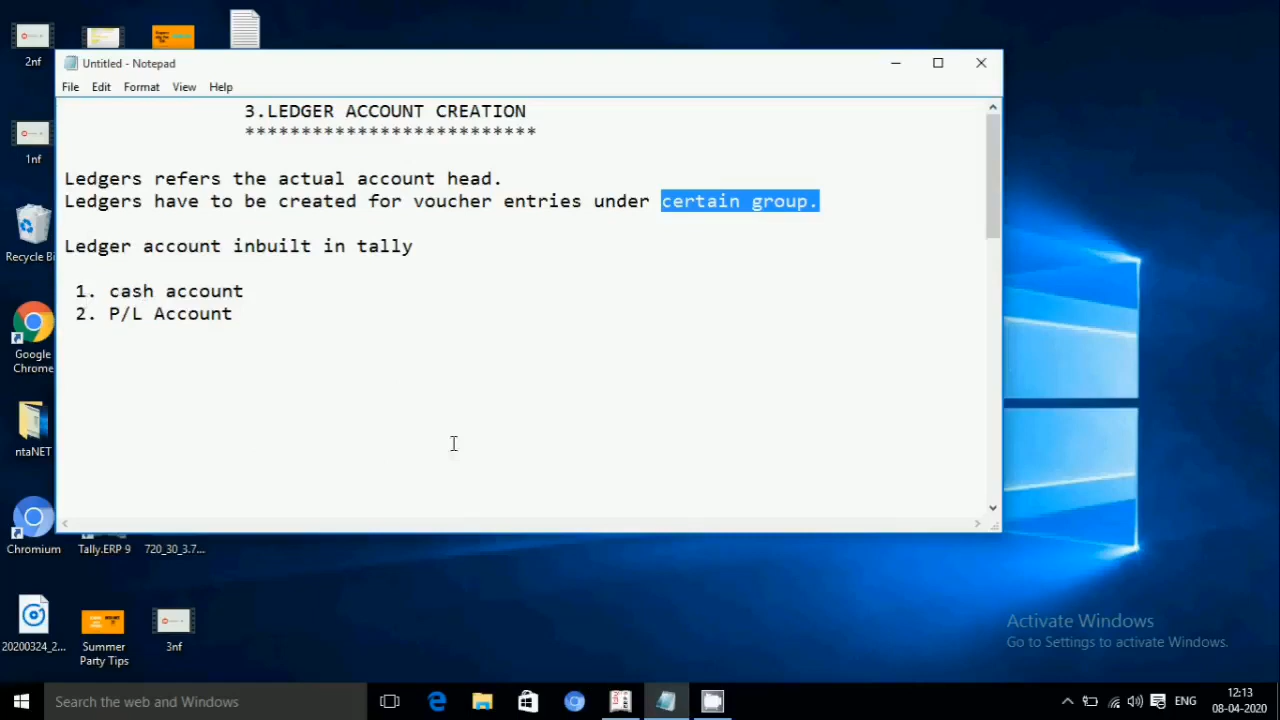 2nf
Untitled - Notepad
File Edit Format View Help
3.LEDGER ACCOUNT CREATION
**************************
1nf
Ledgers refers the actual account head.
Ledgers have to be created for voucher entries under certain group.
Recycle Bi
Ledger account inbuilt in tally
1. cash account
2. P/L Account
Google
Chrome
ntaNET
Chromium
Tally.ERP 9
720_30_3.7...
20200324_2...
Summer
Party Tips
3nf
Activate Windows
Go to Settings to activate Windows.
Search the web and Windows
ENG
12:13
08-04-2020